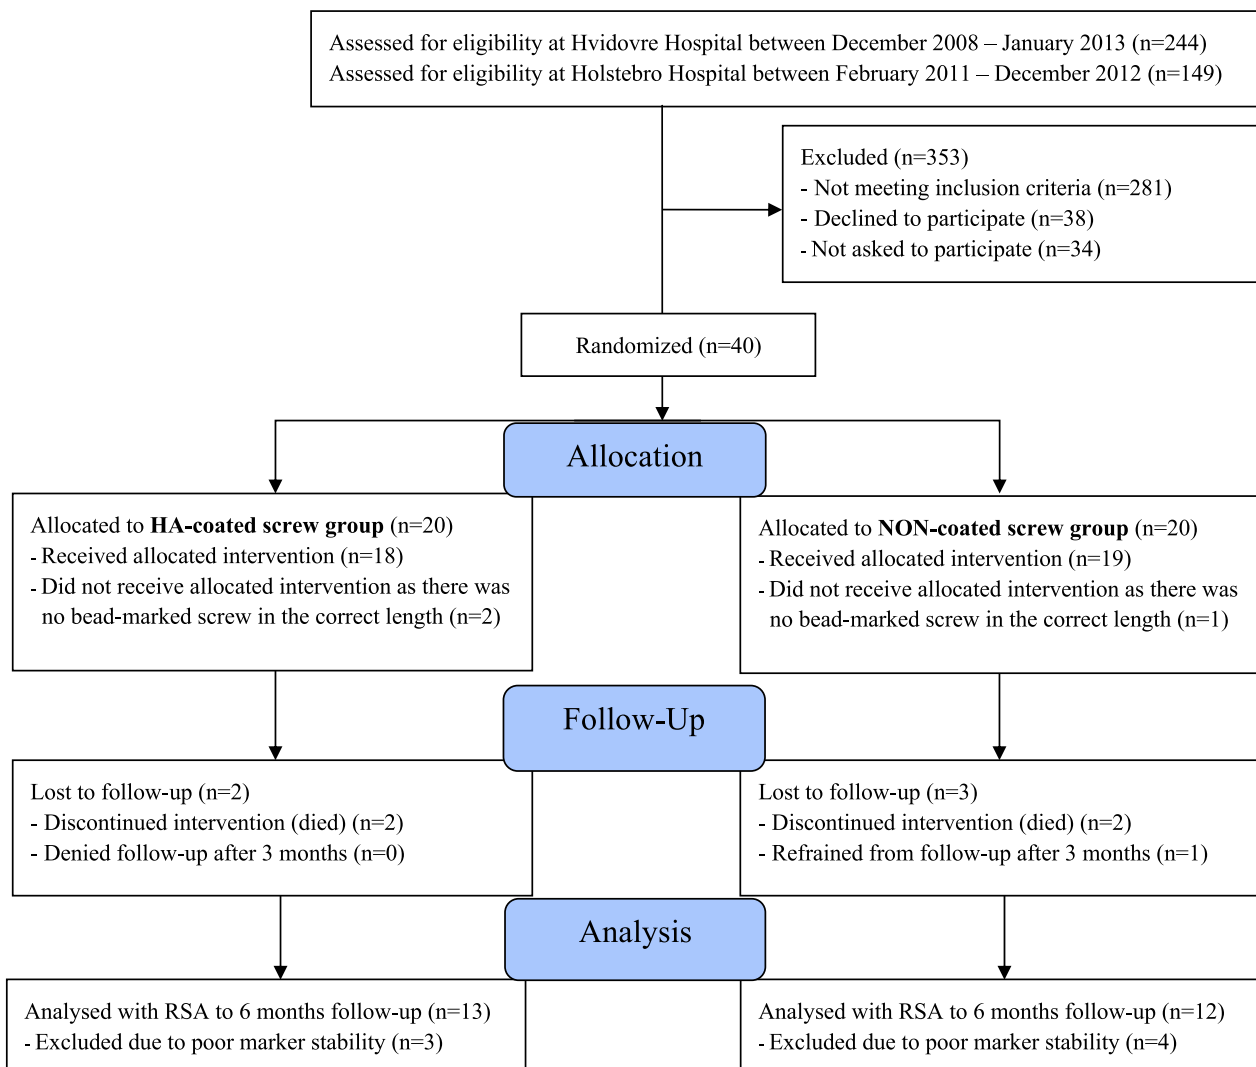 Assessed for eligibility at Hvidovre Hospital between December 2008 – January 2013 (n=244)
Assessed for eligibility at Holstebro Hospital between February 2011 – December 2012 (n=149)
Excluded (n=353)
- Not meeting inclusion criteria (n=281)
- Declined to participate (n=38)
- Not asked to participate (n=34)
Randomized (n=40)
Allocation
Allocated to HA-coated screw group (n=20)
- Received allocated intervention (n=18)
- Did not receive allocated intervention as there was
no bead-marked screw in the correct length (n=2)
Allocated to NON-coated screw group (n=20)
- Received allocated intervention (n=19)
- Did not receive allocated intervention as there was
no bead-marked screw in the correct length (n=1)
Follow-Up
Lost to follow-up (n=2)
- Discontinued intervention (died) (n=2)
- Denied follow-up after 3 months (n=0)
Lost to follow-up (n=3)
- Discontinued intervention (died) (n=2)
- Refrained from follow-up after 3 months (n=1)
Analysis
Analysed with RSA to 6 months follow-up (n=13)
- Excluded due to poor marker stability (n=3)
Analysed with RSA to 6 months follow-up (n=12)
- Excluded due to poor marker stability (n=4)